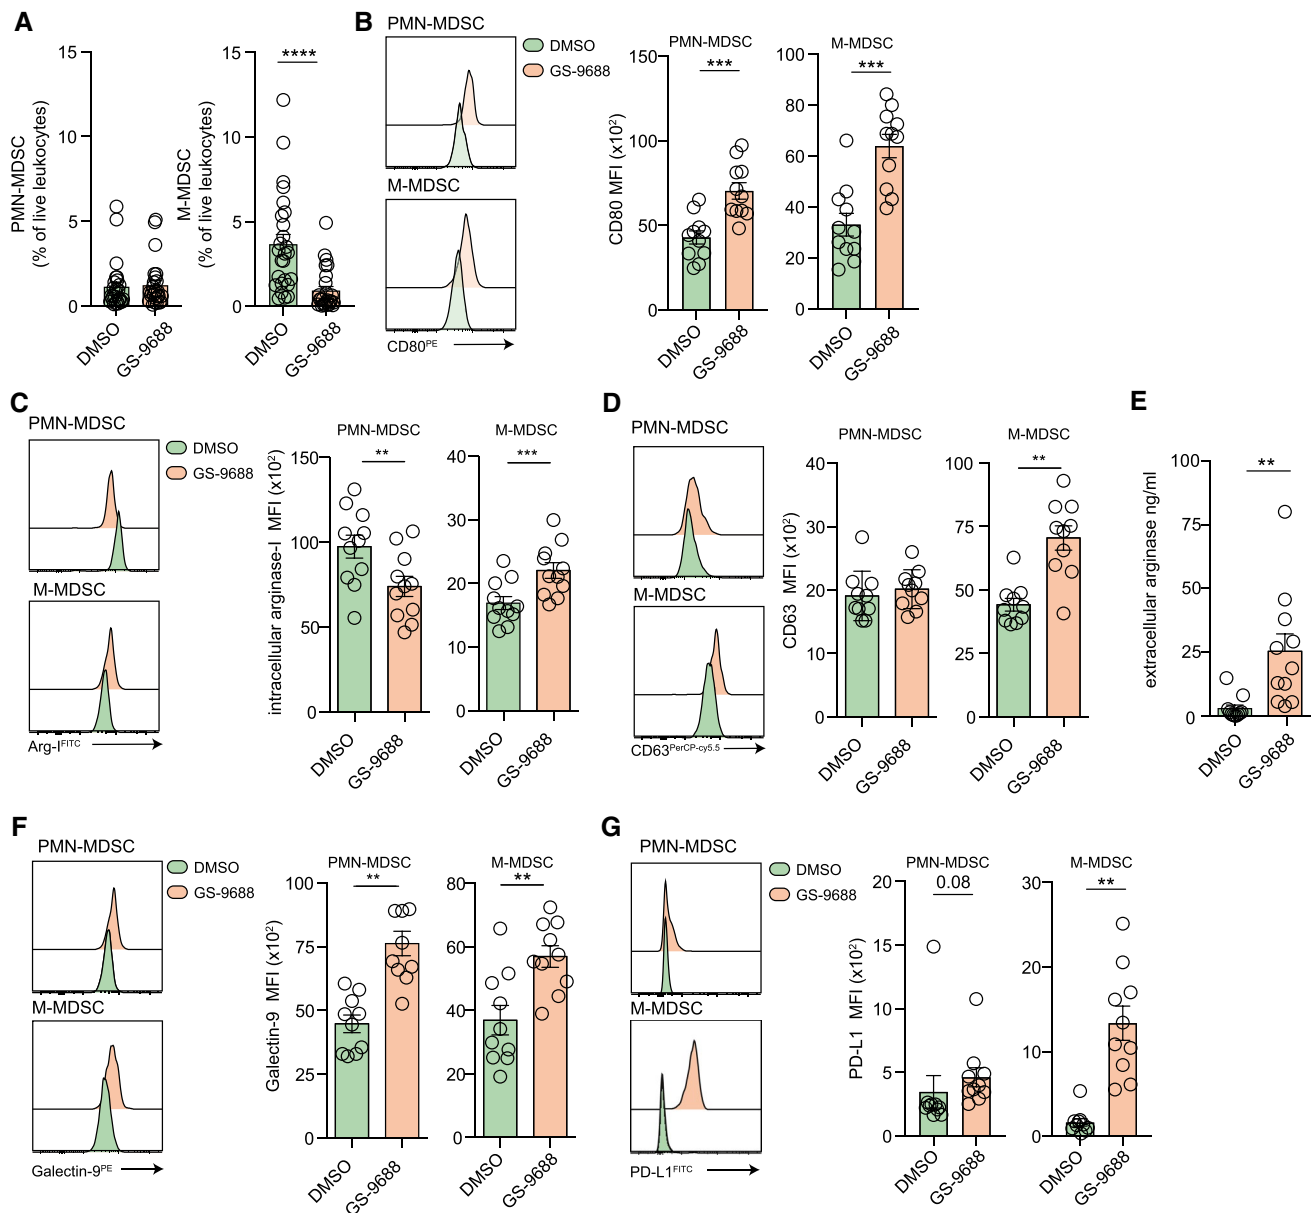 A
PMN-MDSC
(% of live leukocytes)
15
10
5
0
DMSO
GS-9688
M-MDSC
(% of live leukocytes)
15
10
5
0
****
DMSO
GS-9688
B
PMN-MDSC
M-MDSC
CD80PE
DMSO
GS-9688
PMN-MDSC
CD80 MFI (x10²)
150
100
50
0
***
DMSO
GS-9688
M-MDSC
100
80
60
40
20
0
***
DMSO
GS-9688
C
PMN-MDSC
M-MDSC
Arg-IFITC
DMSO
GS-9688
PMN-MDSC
intracellular arginase-I MFI (x10²)
150
100
50
0
**
DMSO
GS-9688
M-MDSC
40
30
20
10
0
***
DMSO
GS-9688
D
PMN-MDSC
M-MDSC
CD63PerCP-cy5.5
PMN-MDSC
CD63 MFI (x10²)
40
30
20
10
0
DMSO
GS-9688
M-MDSC
100
75
50
25
0
**
DMSO
GS-9688
E
extracellular arginase ng/ml
100
75
50
25
0
**
DMSO
GS-9688
F
PMN-MDSC
M-MDSC
Galectin-9PE
DMSO
GS-9688
PMN-MDSC
Galectin-9 MFI (x10²)
100
75
50
25
0
**
DMSO
GS-9688
M-MDSC
80
60
40
20
0
**
DMSO
GS-9688
G
PMN-MDSC
M-MDSC
PD-L1FITC
DMSO
GS-9688
PMN-MDSC
PD-L1 MFI (x10²)
20
15
10
5
0
0.08
DMSO
GS-9688
M-MDSC
30
20
10
0
**
DMSO
GS-9688